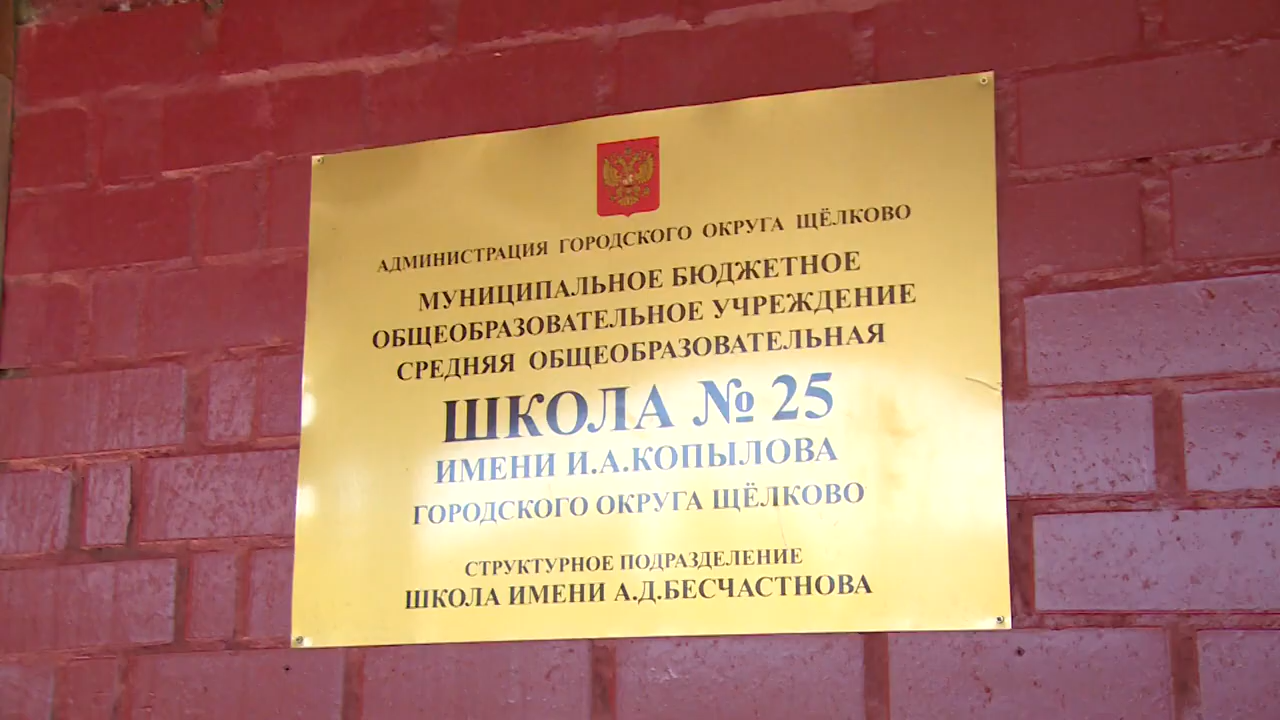 АДМИНИСТРАЦИЯ ГОРОДСКОГО ОКРУГА ЩЁЛКОВО
МУНИЦИПАЛЬНОЕ БЮДЖЕТНОЕ
ОБЩЕОБРАЗОВАТЕЛЬНОЕ УЧРЕЖДЕНИЕ
СРЕДНЯЯ ОБЩЕОБРАЗОВАТЕЛЬНАЯ
ШКОЛА № 25
ИМЕНИ И.А.КОПЫЛОВА
ГОРОДСКОГО ОКРУГА ЩЁЛКОВО
СТРУКТУРНОЕ ПОДРАЗДЕЛЕНИЕ
ШКОЛА ИМЕНИ А.Д.БЕСЧАСТНОВА